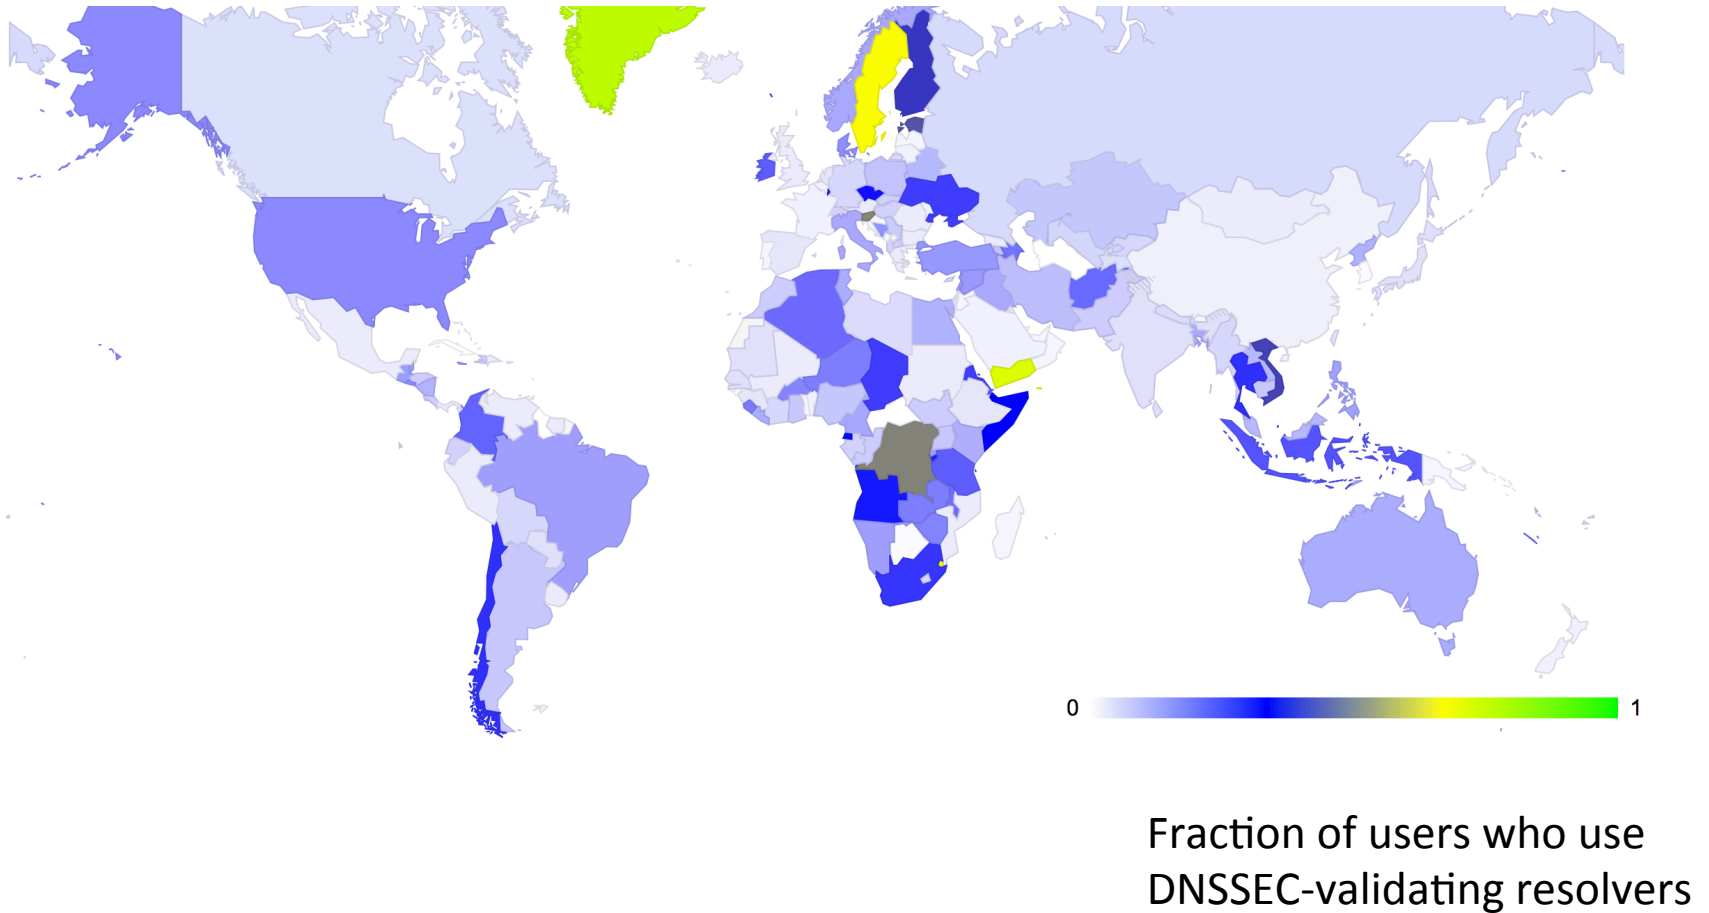 0
1
Fraction of users who use
DNSSEC-validating resolvers